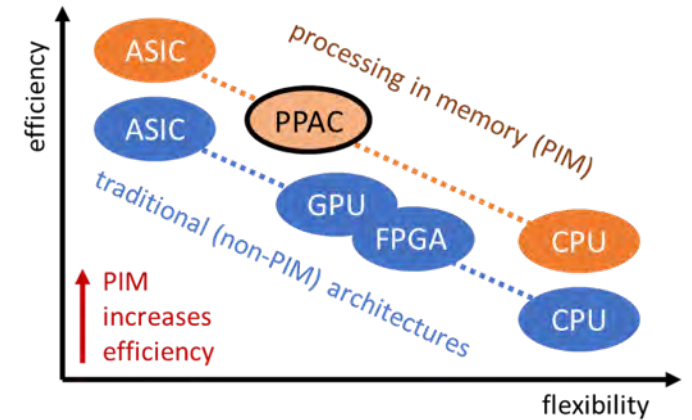 efficiency
ASIC
processing in memory (PIM)
PPAC
ASIC
GPU
FPGA
CPU
traditional (non-PIM) architectures
CPU
PIM
increases
efficiency
flexibility